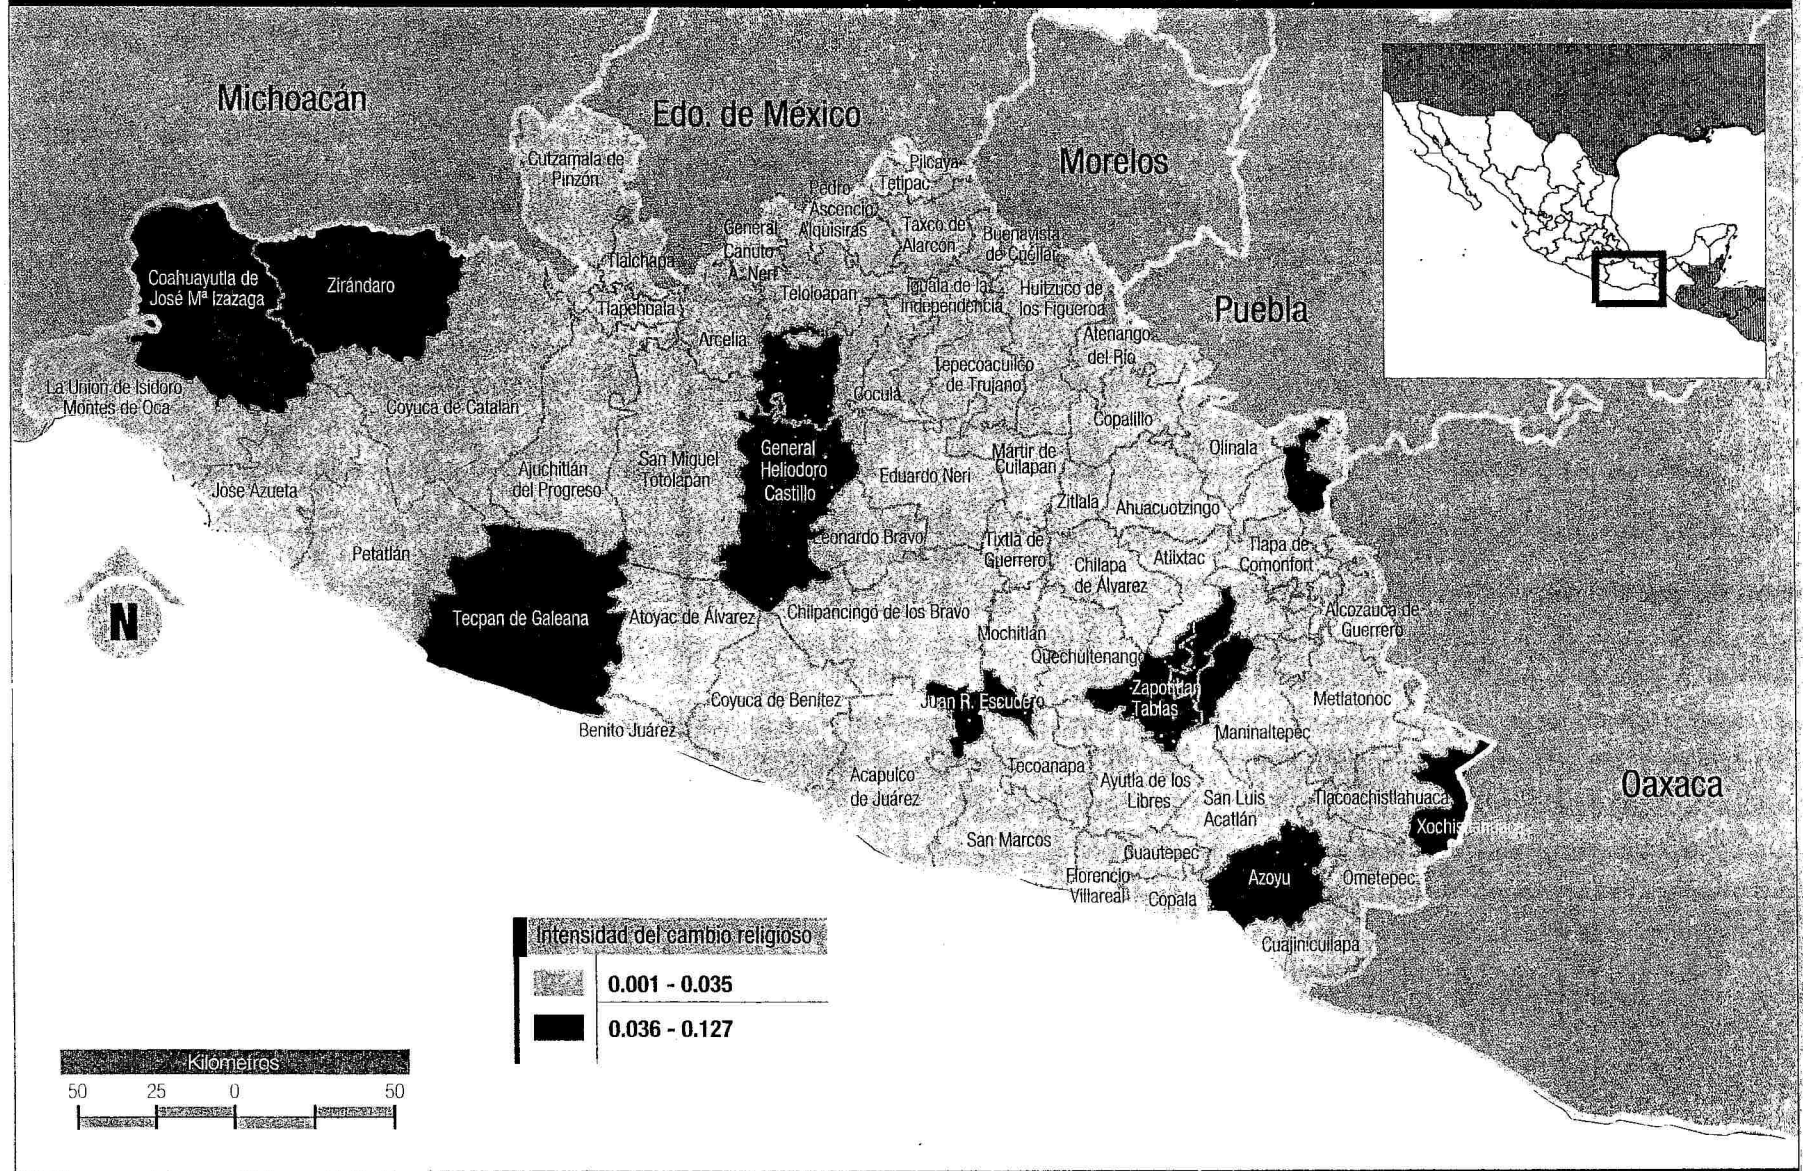 Michoacán
Edo. de México
Morelos
Puebla
Oaxaca
Cutzamala de
Pinzón
Pilcaya
Tetipac
Pedro
Ascencio
Alquisiras
Taxco de
Alarcón
Buenavista
de Cuéllar
General
Canuto
A. Neri
Tlalchapa
Coahuayutla de
José Mª Izazaga
Zirándaro
Tlapehuala
Teloloapan
Iguala de la
Independencia
Huitzuco de
los Figueroa
Arcelia
Atenango
del Río
La Unión de Isidoro
Montes de Oca
Coyuca de Catalan
Cocula
Tepecoacuilco
de Trujano
Copalillo
General
Heliodoro
Castillo
Olinala
San Miguel
Totolapan
Ajuchitlán
del Progreso
Eduardo Neri
Mártir de
Cuilapan
José Azueta
Zitlala
Ahuacuotzingo
Petatlán
Leonardo Bravo
Tixtla de
Guerrero
Chilapa
de Álvarez
Atlixtac
Tlapa de
Comonfort
Tecpan de Galeana
Atoyac de Álvarez
Chilpancingo de los Bravo
Mochitlán
Quechultenango
Alcozauca de
Guerrero
Coyuca de Benítez
Juan R. Escudero
Zapotitlan
Tablas
Metlatonoc
Benito Juárez
Maninaltepec
Acapulco
de Juárez
Tecoanapa
Ayutla de los
Libres
San Luis
Acatlán
Tlacoachistlahuaca
San Marcos
Cuautepec
Florencio
Villareal
Copala
Azoyu
Ometepec
Cuajinicuilapa
N
Intensidad del cambio religioso
0.001 - 0.035
0.036 - 0.127
Kilometros
50 25 0 50